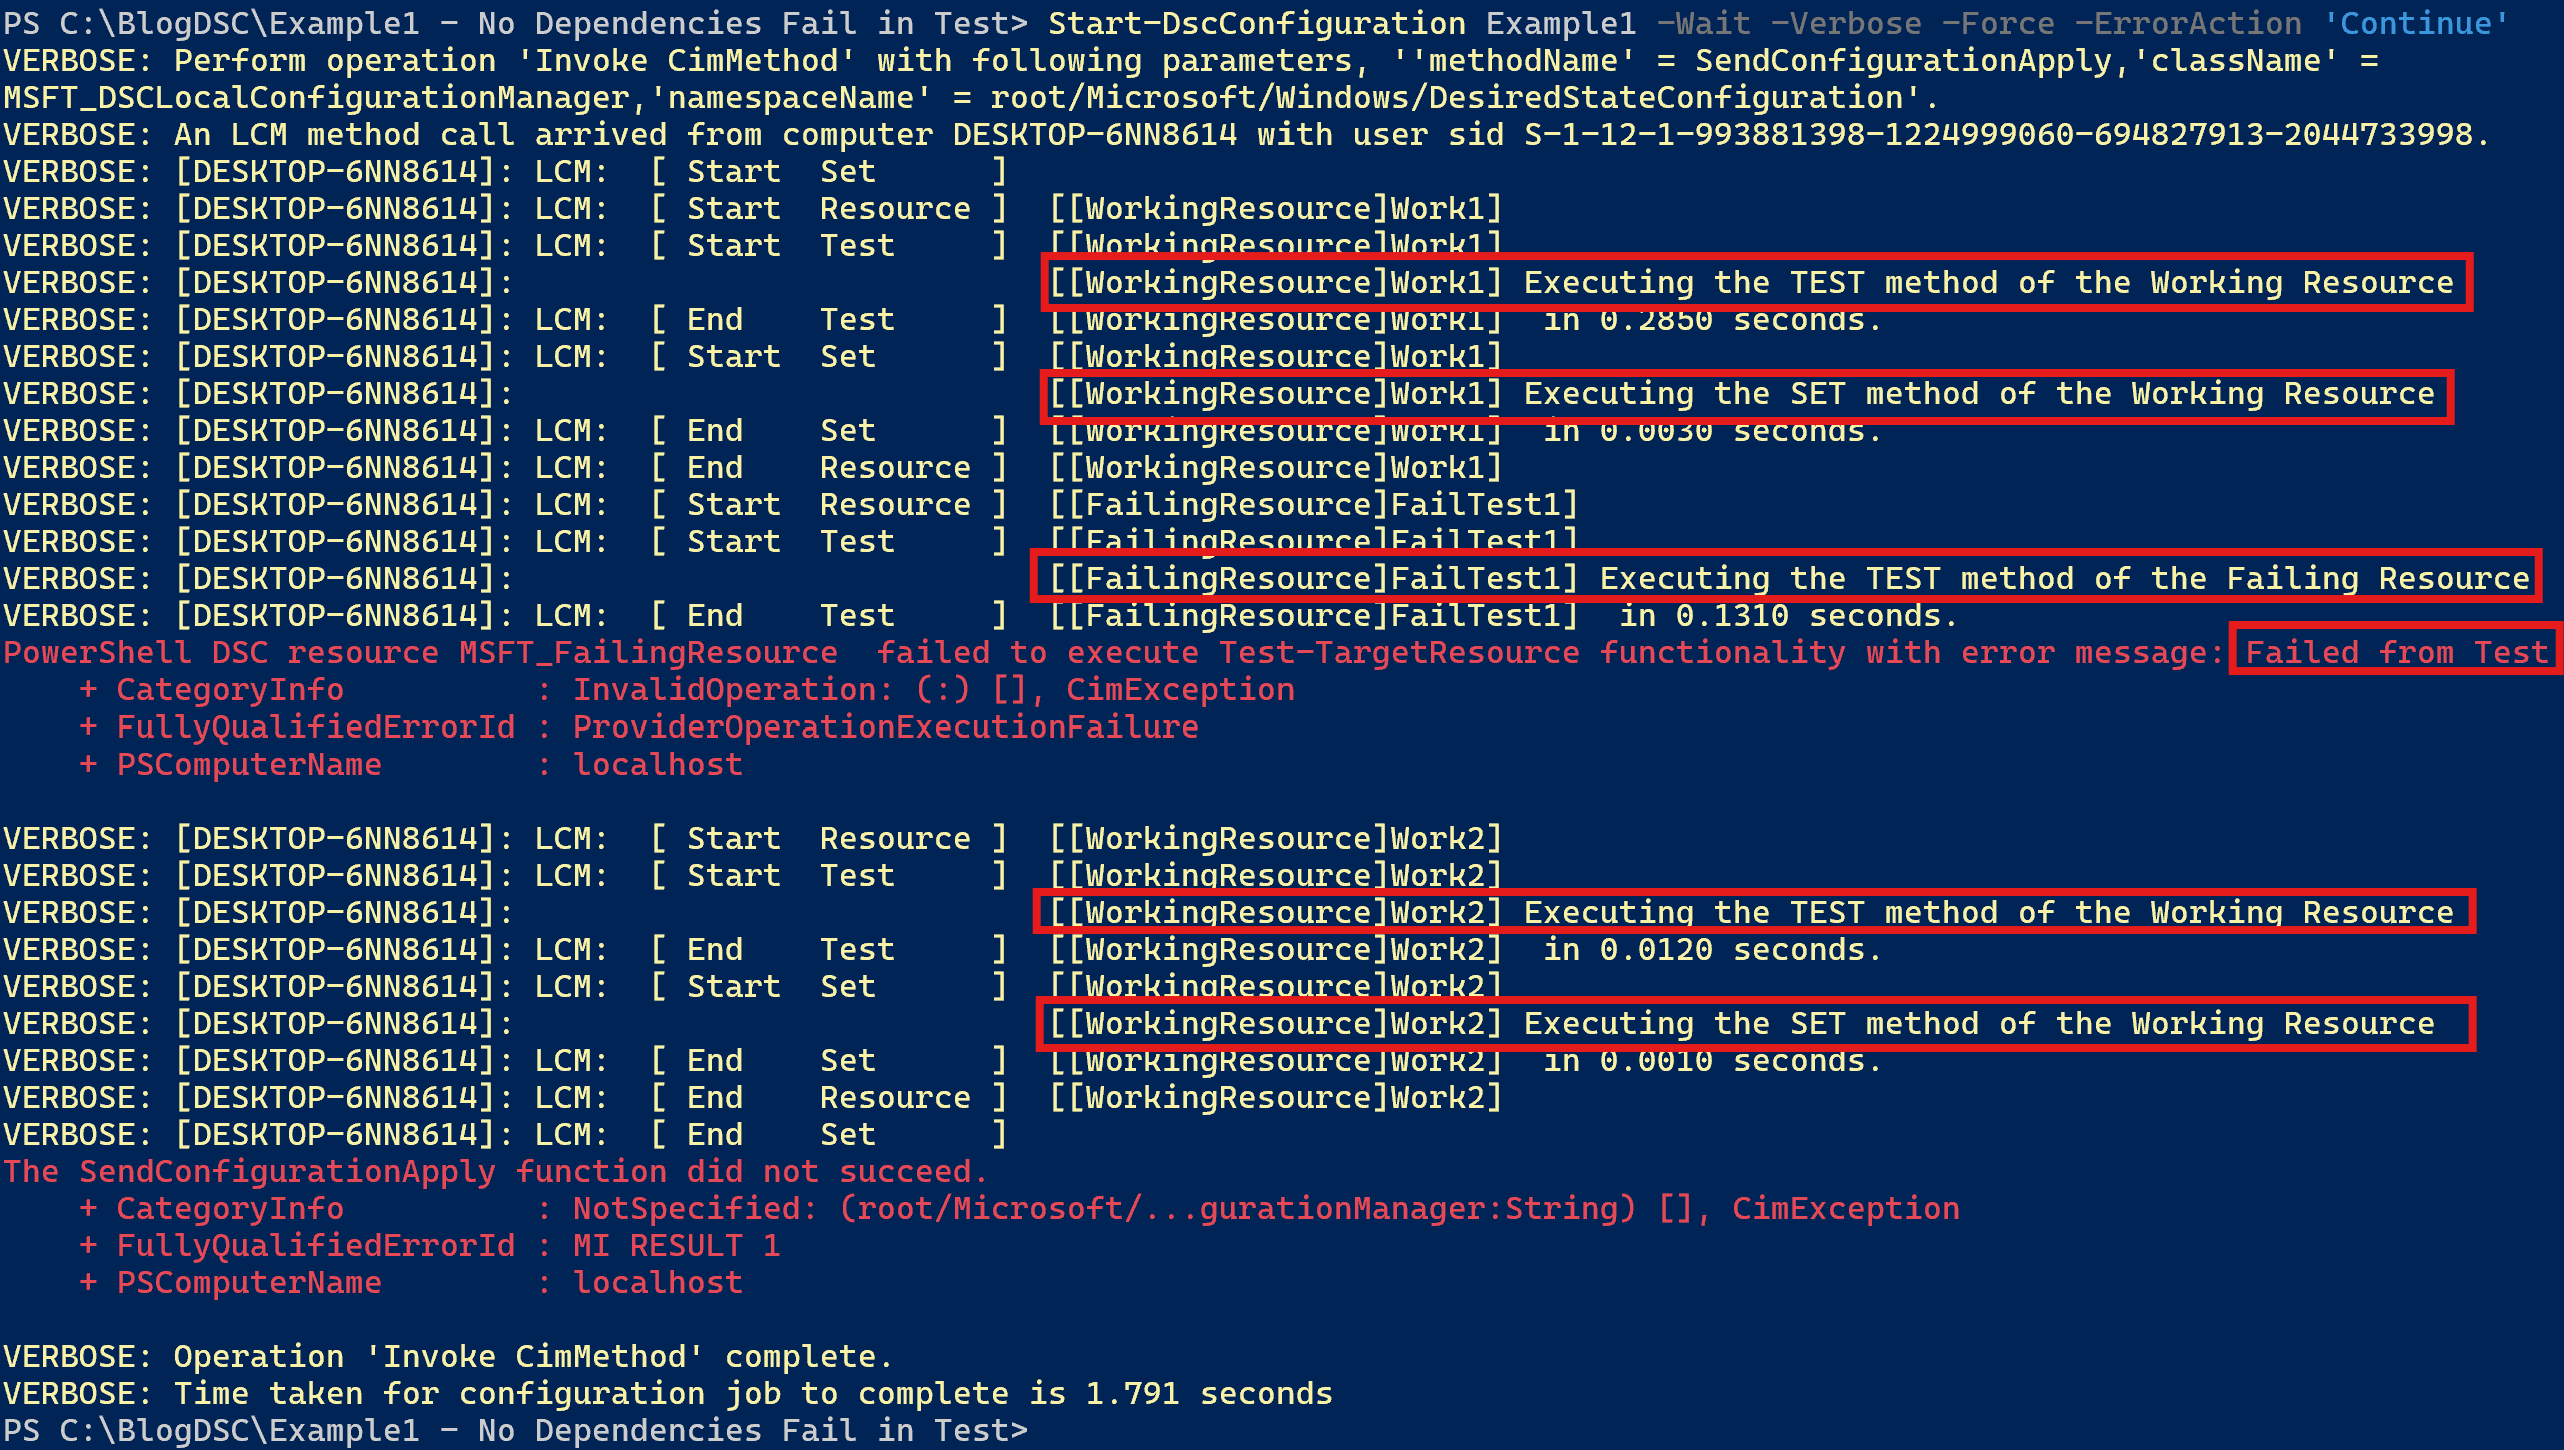 PS C:\BlogDSC\Example1 - No Dependencies Fail in Test> Start-DscConfiguration Example1 -Wait -Verbose -Force -ErrorAction 'Continue'
VERBOSE: Perform operation 'Invoke CimMethod' with following parameters, ''methodName' = SendConfigurationApply,'className' =
MSFT_DSCLocalConfigurationManager,'namespaceName' = root/Microsoft/Windows/DesiredStateConfiguration'.
VERBOSE: An LCM method call arrived from computer DESKTOP-6NN8614 with user sid S-1-12-1-993881398-1224999060-694827913-2044733998.
VERBOSE: [DESKTOP-6NN8614]: LCM:  [ Start  Set      ]
VERBOSE: [DESKTOP-6NN8614]: LCM:  [ Start  Resource ]  [[WorkingResource]Work1]
VERBOSE: [DESKTOP-6NN8614]: LCM:  [ Start  Test     ]  [[WorkingResource]Work1]
VERBOSE: [DESKTOP-6NN8614]:                            [[WorkingResource]Work1] Executing the TEST method of the Working Resource
VERBOSE: [DESKTOP-6NN8614]: LCM:  [ End    Test     ]  [[WorkingResource]Work1]  in 0.2850 seconds.
VERBOSE: [DESKTOP-6NN8614]: LCM:  [ Start  Set      ]  [[WorkingResource]Work1]
VERBOSE: [DESKTOP-6NN8614]:                            [[WorkingResource]Work1] Executing the SET method of the Working Resource
VERBOSE: [DESKTOP-6NN8614]: LCM:  [ End    Set      ]  [[WorkingResource]Work1]  in 0.0030 seconds.
VERBOSE: [DESKTOP-6NN8614]: LCM:  [ End    Resource ]  [[WorkingResource]Work1]
VERBOSE: [DESKTOP-6NN8614]: LCM:  [ Start  Resource ]  [[FailingResource]FailTest1]
VERBOSE: [DESKTOP-6NN8614]: LCM:  [ Start  Test     ]  [[FailingResource]FailTest1]
VERBOSE: [DESKTOP-6NN8614]:                            [[FailingResource]FailTest1] Executing the TEST method of the Failing Resource
VERBOSE: [DESKTOP-6NN8614]: LCM:  [ End    Test     ]  [[FailingResource]FailTest1]  in 0.1310 seconds.
PowerShell DSC resource MSFT_FailingResource  failed to execute Test-TargetResource functionality with error message: Failed from Test
    + CategoryInfo          : InvalidOperation: (:) [], CimException
    + FullyQualifiedErrorId : ProviderOperationExecutionFailure
    + PSComputerName        : localhost
VERBOSE: [DESKTOP-6NN8614]: LCM:  [ Start  Resource ]  [[WorkingResource]Work2]
VERBOSE: [DESKTOP-6NN8614]: LCM:  [ Start  Test     ]  [[WorkingResource]Work2]
VERBOSE: [DESKTOP-6NN8614]:                            [[WorkingResource]Work2] Executing the TEST method of the Working Resource
VERBOSE: [DESKTOP-6NN8614]: LCM:  [ End    Test     ]  [[WorkingResource]Work2]  in 0.0120 seconds.
VERBOSE: [DESKTOP-6NN8614]: LCM:  [ Start  Set      ]  [[WorkingResource]Work2]
VERBOSE: [DESKTOP-6NN8614]:                            [[WorkingResource]Work2] Executing the SET method of the Working Resource
VERBOSE: [DESKTOP-6NN8614]: LCM:  [ End    Set      ]  [[WorkingResource]Work2]  in 0.0010 seconds.
VERBOSE: [DESKTOP-6NN8614]: LCM:  [ End    Resource ]  [[WorkingResource]Work2]
VERBOSE: [DESKTOP-6NN8614]: LCM:  [ End    Set      ]
The SendConfigurationApply function did not succeed.
    + CategoryInfo          : NotSpecified: (root/Microsoft/...gurationManager:String) [], CimException
    + FullyQualifiedErrorId : MI RESULT 1
    + PSComputerName        : localhost
VERBOSE: Operation 'Invoke CimMethod' complete.
VERBOSE: Time taken for configuration job to complete is 1.791 seconds
PS C:\BlogDSC\Example1 - No Dependencies Fail in Test>